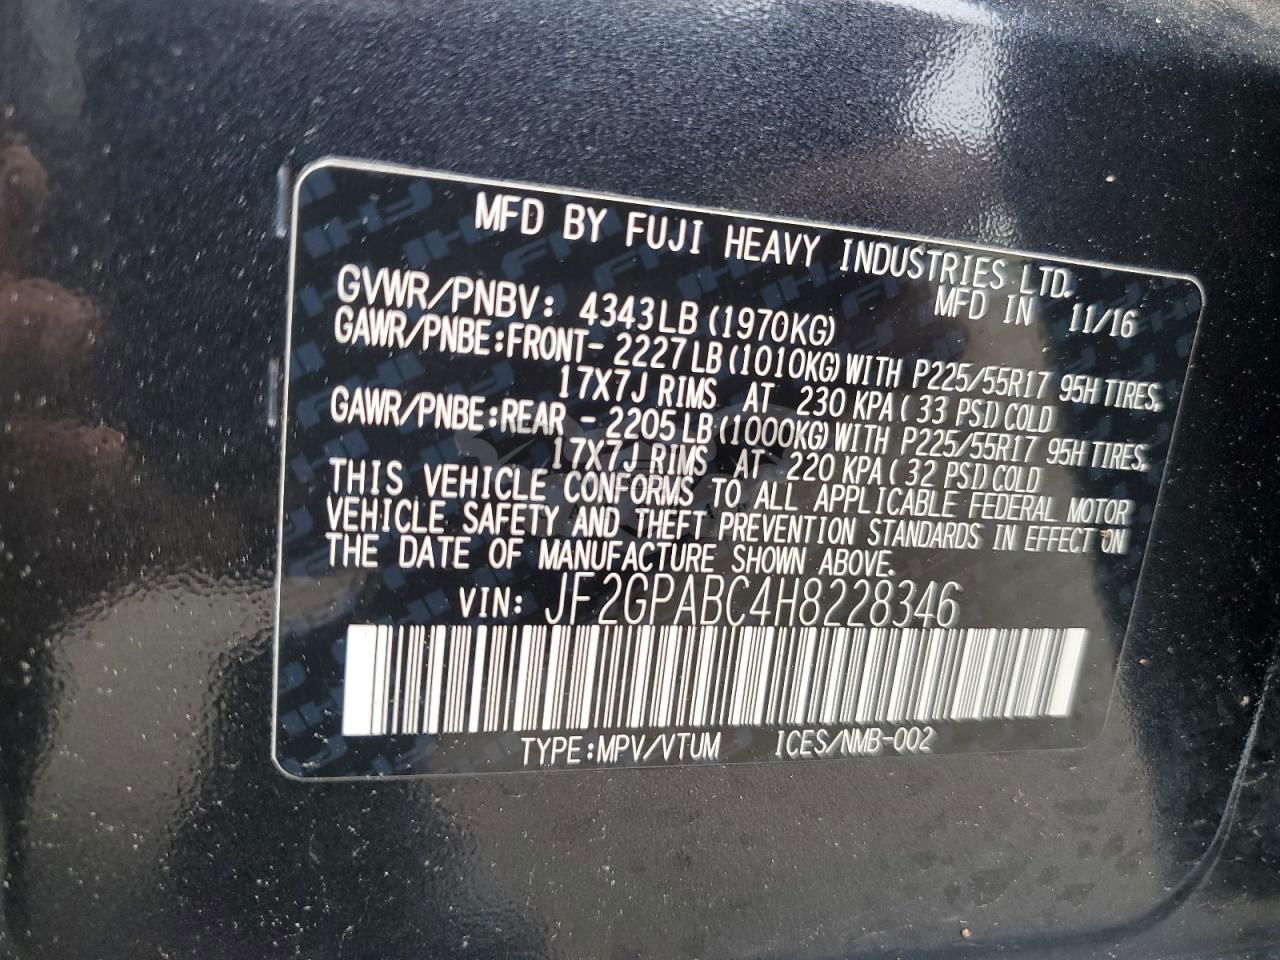 MFD BY FUJI HEAVY INDUSTRIES LTD.
MFD IN 11/16
GVWR/PNBV: 4343LB (1970KG)
GAWR/PNBE:FRONT- 2227LB(1010KG) WITH P225/55R17 95H TIRES,
17X7J RIMS AT 230 KPA( 33 PSI) COLD
GAWR/PNBE:REAR - 2205LB(1000KG) WITH P225/55R17 95H TIRES,
17X7J RIMS AT 220 KPA( 32 PSI) COLD
THIS VEHICLE CONFORMS TO ALL APPLICABLE FEDERAL MOTOR
VEHICLE SAFETY AND THEFT PREVENTION STANDARDS IN EFFECT ON
THE DATE OF MANUFACTURE SHOWN ABOVE.
VIN: JF2GPABC4H8228346
TYPE:MPV/VTUM ICES/NMB-002